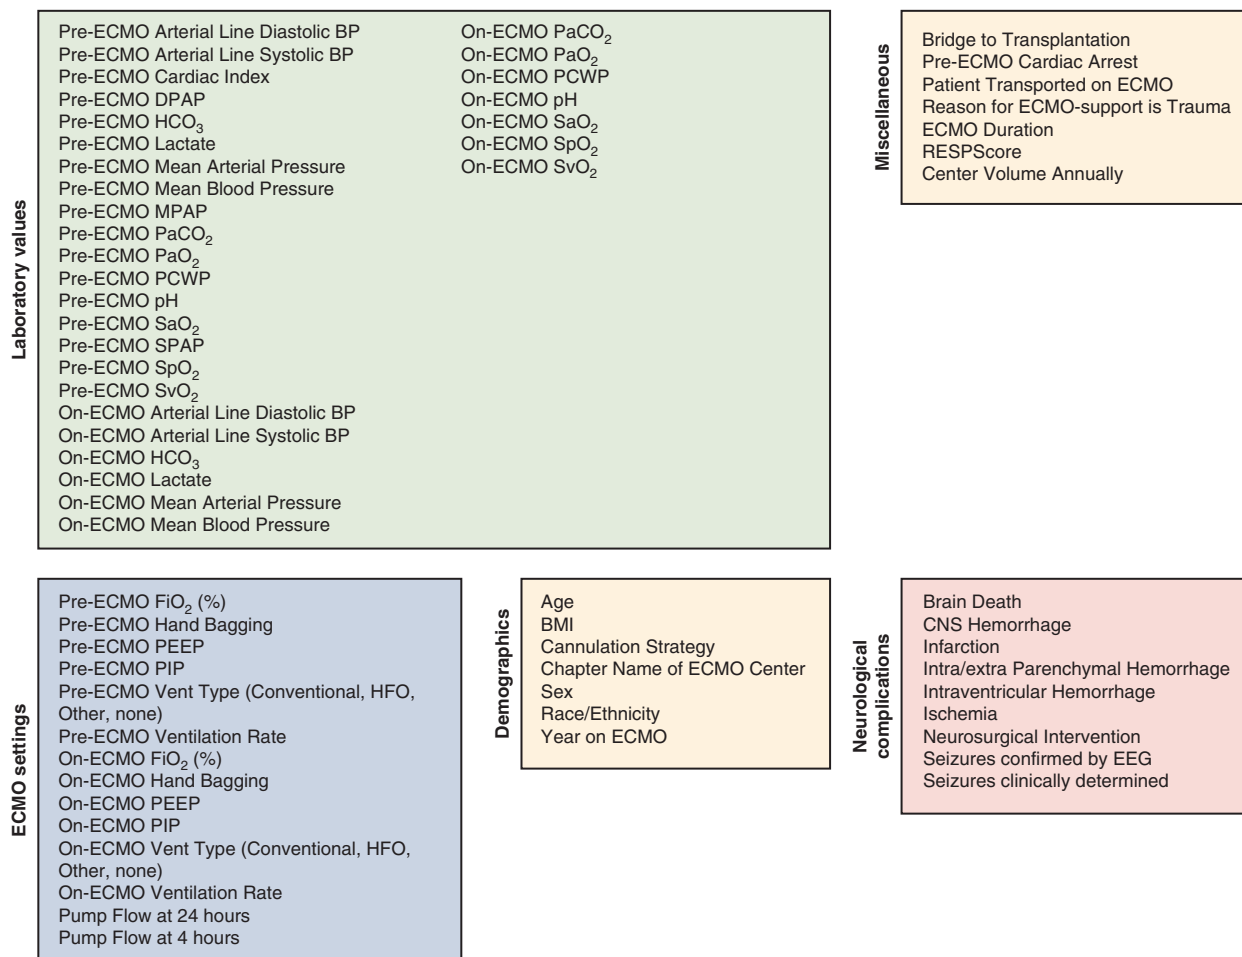 Laboratory values
Pre-ECMO Arterial Line Diastolic BP
Pre-ECMO Arterial Line Systolic BP
Pre-ECMO Cardiac Index
Pre-ECMO DPAP
Pre-ECMO HCO₃
Pre-ECMO Lactate
Pre-ECMO Mean Arterial Pressure
Pre-ECMO Mean Blood Pressure
Pre-ECMO MPAP
Pre-ECMO PaCO₂
Pre-ECMO PaO₂
Pre-ECMO PCWP
Pre-ECMO pH
Pre-ECMO SaO₂
Pre-ECMO SPAP
Pre-ECMO SpO₂
Pre-ECMO SvO₂
On-ECMO Arterial Line Diastolic BP
On-ECMO Arterial Line Systolic BP
On-ECMO HCO₃
On-ECMO Lactate
On-ECMO Mean Arterial Pressure
On-ECMO Mean Blood Pressure
On-ECMO PaCO₂
On-ECMO PaO₂
On-ECMO PCWP
On-ECMO pH
On-ECMO SaO₂
On-ECMO SpO₂
On-ECMO SvO₂
Miscellaneous
Bridge to Transplantation
Pre-ECMO Cardiac Arrest
Patient Transported on ECMO
Reason for ECMO-support is Trauma
ECMO Duration
RESPScore
Center Volume Annually
ECMO settings
Pre-ECMO FiO₂ (%)
Pre-ECMO Hand Bagging
Pre-ECMO PEEP
Pre-ECMO PIP
Pre-ECMO Vent Type (Conventional, HFO,
Other, none)
Pre-ECMO Ventilation Rate
On-ECMO FiO₂ (%)
On-ECMO Hand Bagging
On-ECMO PEEP
On-ECMO PIP
On-ECMO Vent Type (Conventional, HFO,
Other, none)
On-ECMO Ventilation Rate
Pump Flow at 24 hours
Pump Flow at 4 hours
Demographics
Age
BMI
Cannulation Strategy
Chapter Name of ECMO Center
Sex
Race/Ethnicity
Year on ECMO
Neurological
complications
Brain Death
CNS Hemorrhage
Infarction
Intra/extra Parenchymal Hemorrhage
Intraventricular Hemorrhage
Ischemia
Neurosurgical Intervention
Seizures confirmed by EEG
Seizures clinically determined